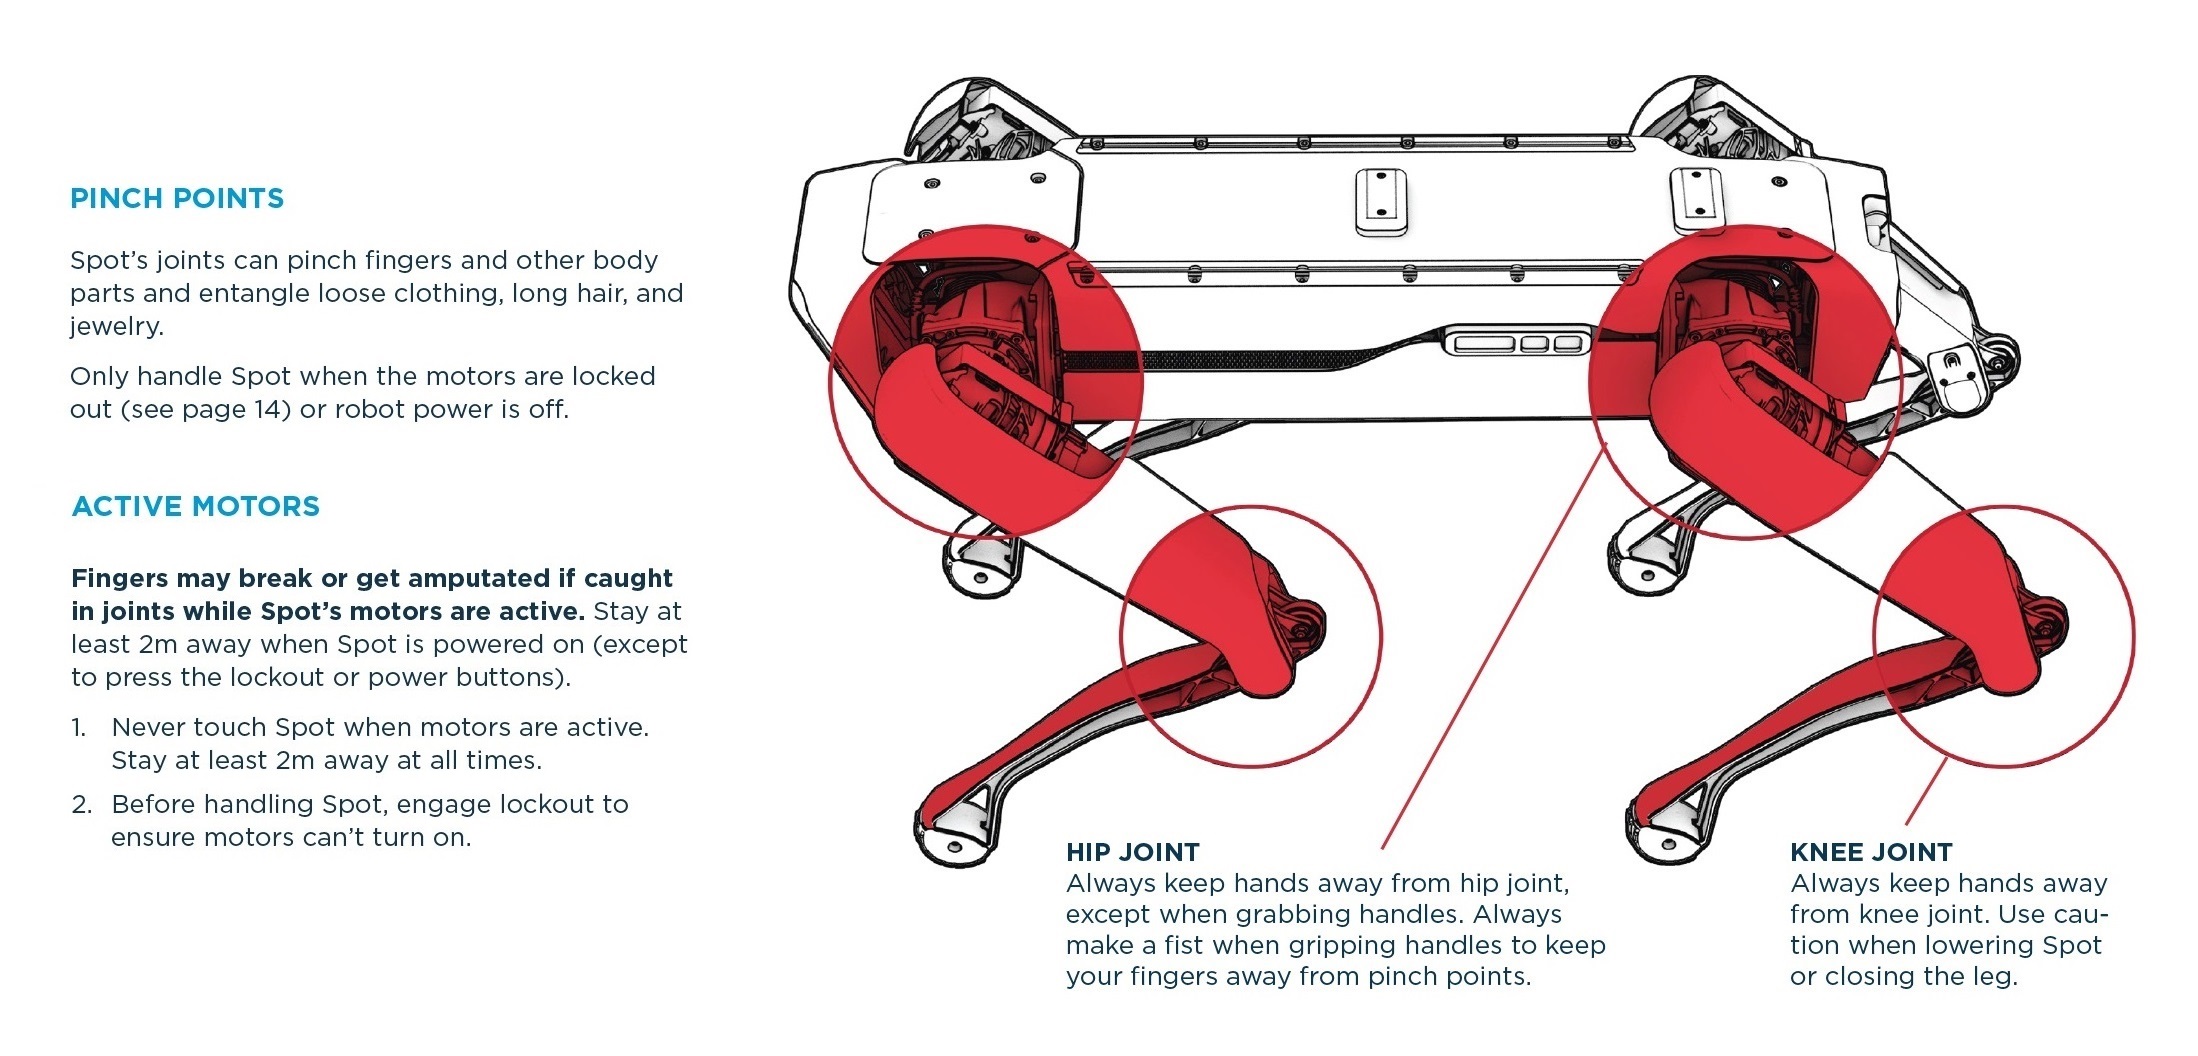 PINCH POINTS
Spot’s joints can pinch fingers and other body
parts and entangle loose clothing, long hair, and
jewelry.
Only handle Spot when the motors are locked
out (see page 14) or robot power is off.
ACTIVE MOTORS
Fingers may break or get amputated if caught
in joints while Spot’s motors are active. Stay at
least 2m away when Spot is powered on (except
to press the lockout or power buttons).
1. Never touch Spot when motors are active.
Stay at least 2m away at all times.
2. Before handling Spot, engage lockout to
ensure motors can’t turn on.
HIP JOINT
Always keep hands away from hip joint,
except when grabbing handles. Always
make a fist when gripping handles to keep
your fingers away from pinch points.
KNEE JOINT
Always keep hands away
from knee joint. Use cau-
tion when lowering Spot
or closing the leg.